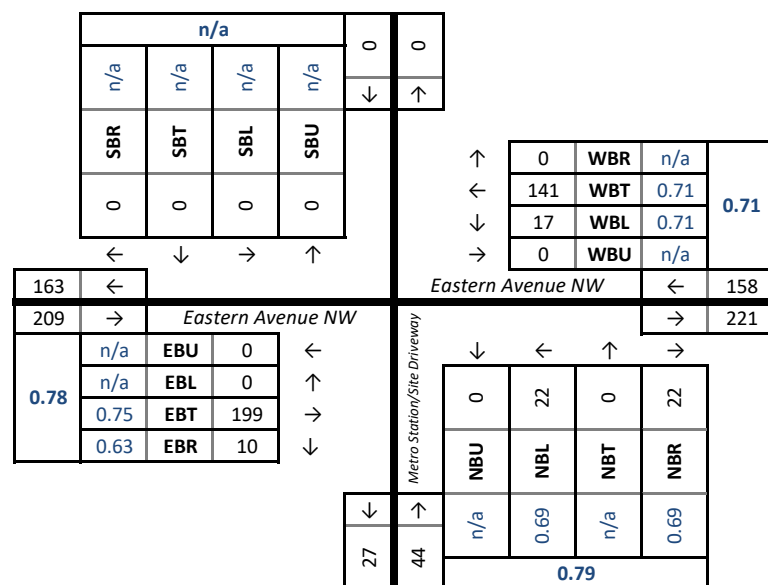 n/a
0 0
n/a n/a n/a n/a
↓ ↑
SBR SBT SBL SBU
0 0 0 0
← ↓ → ↑
↑ 0 WBR n/a
← 141 WBT 0.71
↓ 17 WBL 0.71
→ 0 WBU n/a
0.71
163 ←
Eastern Avenue NW
← 158
209 →
Eastern Avenue NW
→ 221
0.78
n/a EBU 0 ←
n/a EBL 0 ↑
0.75 EBT 199 →
0.63 EBR 10 ↓
Metro Station/Site Driveway
↓ ← ↑ →
0 22 0 22
NBU NBL NBT NBR
n/a 0.69 n/a 0.69
0.79
↓ ↑
27 44